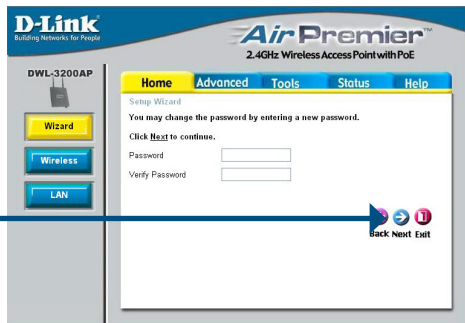 D-Link
Building Networks for People
Air Premier™
2.4GHz Wireless Access Point with PoE
DWL-3200AP
Home Advanced Tools Status Help
Wizard
Wireless
LAN
Setup Wizard
You may change the password by entering a new password.
Click Next to continue.
Password
Verify Password
Back Next Exit